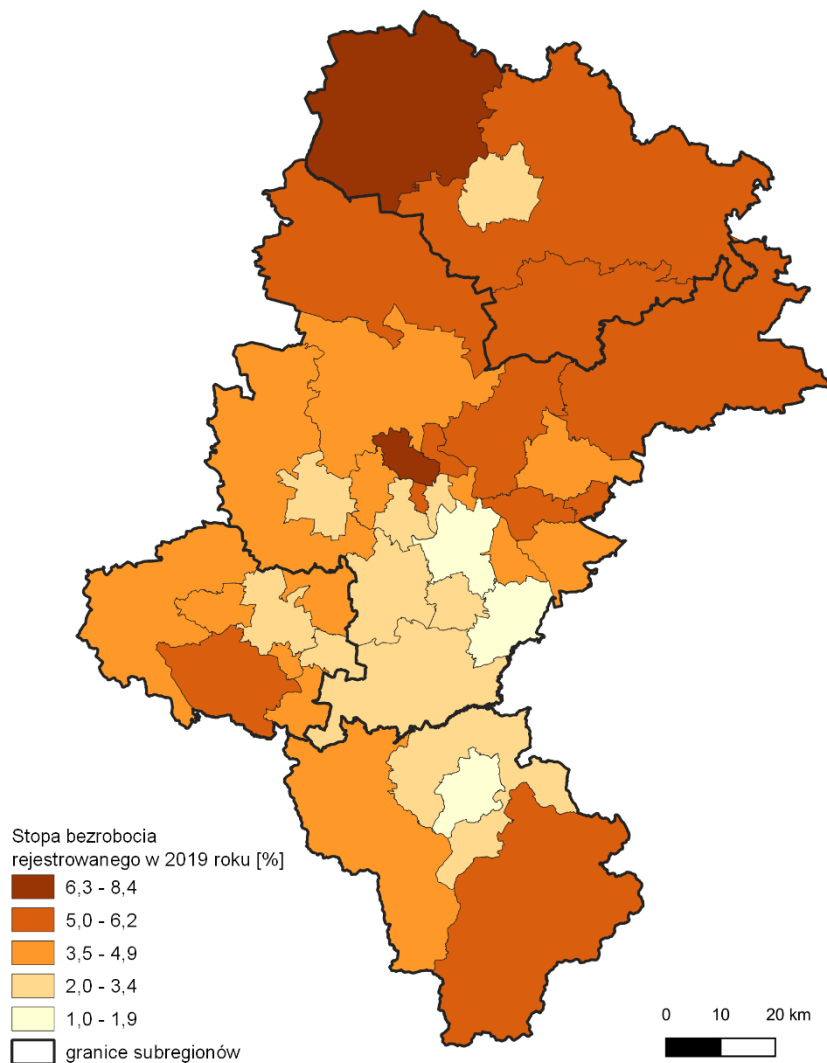 Stopa bezrobocia
rejestrowanego w 2019 roku [%]
6,3 - 8,4
5,0 - 6,2
3,5 - 4,9
2,0 - 3,4
1,0 - 1,9
granice subregionów
0 10 20 km